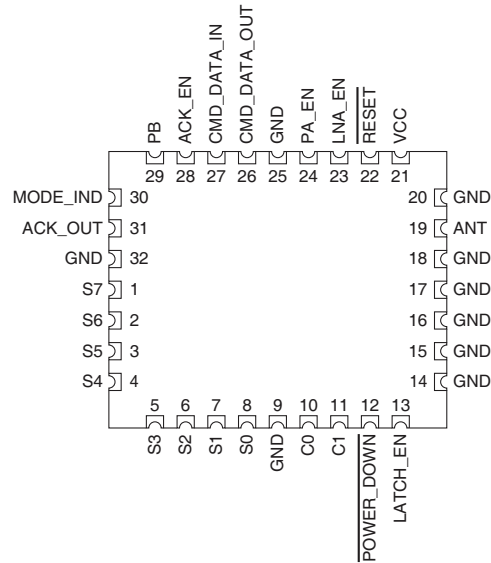 PB
ACK_EN
CMD_DATA_IN
CMD_DATA_OUT
GND
PA_EN
LNA_EN
RESET
VCC
29 28 27 26 25 24 23 22 21
MODE_IND 30 20 GND
ACK_OUT 31 19 ANT
GND 32 18 GND
S7 1 17 GND
S6 2 16 GND
S5 3 15 GND
S4 4 14 GND
5 6 7 8 9 10 11 12 13
S3
S2
S1
S0
GND
C0
C1
POWER_DOWN
LATCH_EN